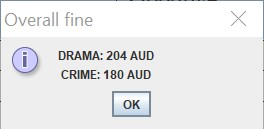 Overall fine
DRAMA: 204 AUD
CRIME: 180 AUD
OK